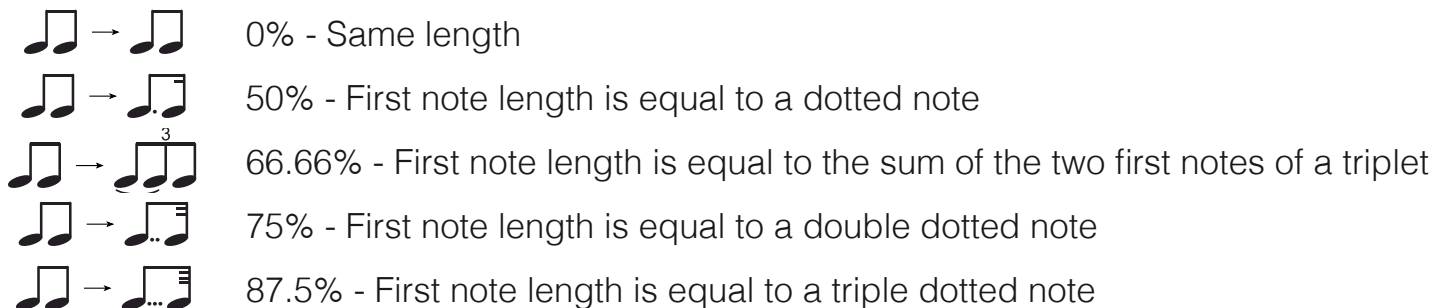 0% - Same length
50% - First note length is equal to a dotted note
3
66.66% - First note length is equal to the sum of the two first notes of a triplet
75% - First note length is equal to a double dotted note
87.5% - First note length is equal to a triple dotted note